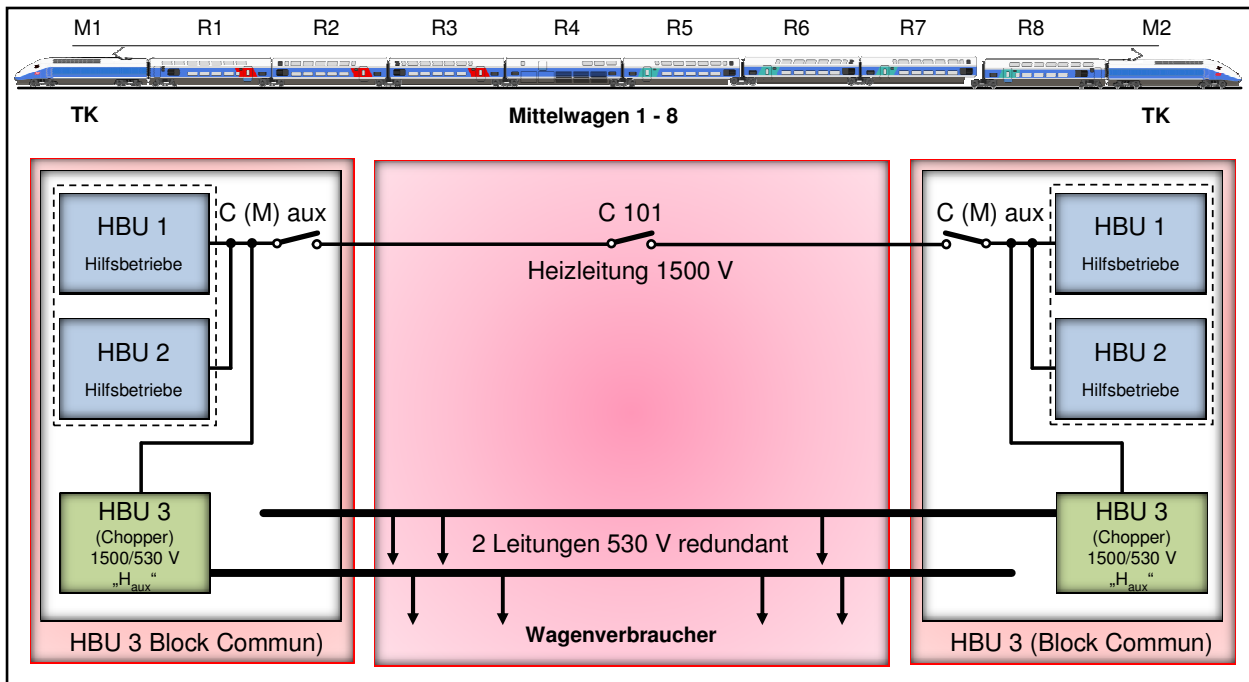 M1 R1 R2 R3 R4 R5 R6 R7 R8 M2
TK Mittelwagen 1 - 8 TK
HBU 1
Hilfsbetriebe
HBU 2
Hilfsbetriebe
C (M) aux
HBU 3
(Chopper)
1500/530 V
„Haux“
HBU 3 Block Commun)
C 101
Heizleitung 1500 V
2 Leitungen 530 V redundant
Wagenverbraucher
C (M) aux
HBU 1
Hilfsbetriebe
HBU 2
Hilfsbetriebe
HBU 3
(Chopper)
1500/530 V
„Haux“
HBU 3 (Block Commun)